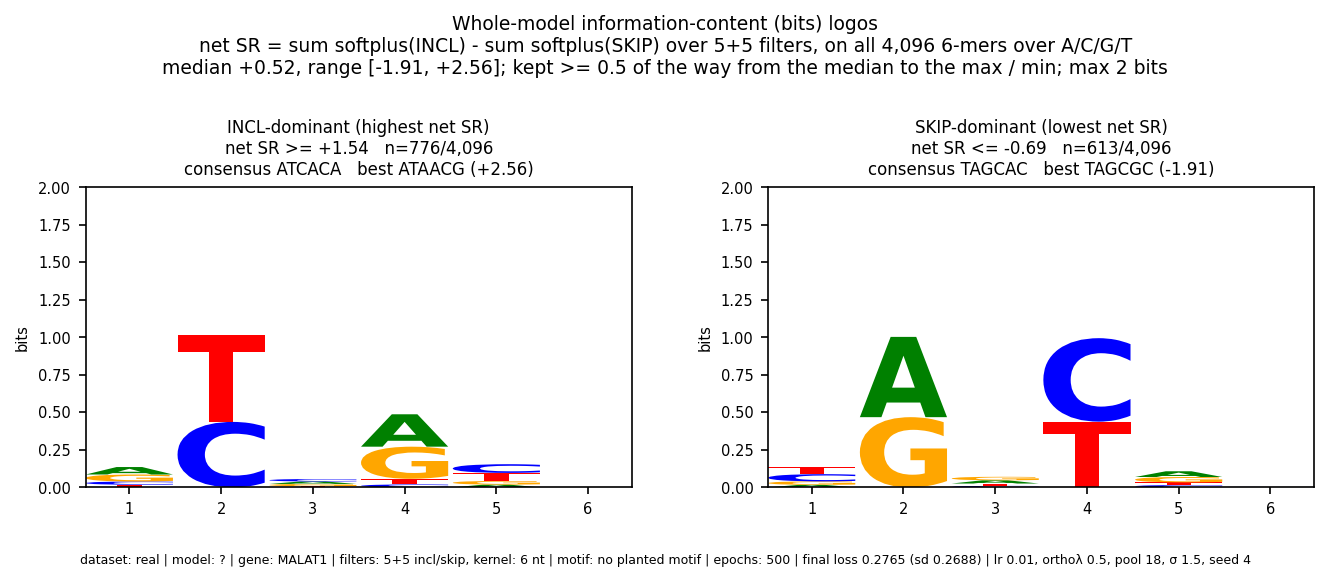 Whole-model information-content (bits) logos
net SR = sum softplus(INCL) - sum softplus(SKIP) over 5+5 filters, on all 4,096 6-mers over A/C/G/T
median +0.52, range [-1.91, +2.56]; kept >= 0.5 of the way from the median to the max / min; max 2 bits
INCL-dominant (highest net SR)
net SR >= +1.54   n=776/4,096
consensus ATCACA   best ATAACG (+2.56)
2.00
1.75
1.50
1.25
1.00
0.75
0.50
0.25
0.00
bits
A G C T
T C
C A G
A G T C
C T G A
1 2 3 4 5 6
SKIP-dominant (lowest net SR)
net SR <= -0.69   n=613/4,096
consensus TAGCAC   best TAGCGC (-1.91)
2.00
1.75
1.50
1.25
1.00
0.75
0.50
0.25
0.00
bits
T C G A
A G
G A T
C T
A G T
1 2 3 4 5 6
dataset: real | model: ? | gene: MALAT1 | filters: 5+5 incl/skip, kernel: 6 nt | motif: no planted motif | epochs: 500 | final loss 0.2765 (sd 0.2688) | lr 0.01, orthoλ 0.5, pool 18, σ 1.5, seed 4